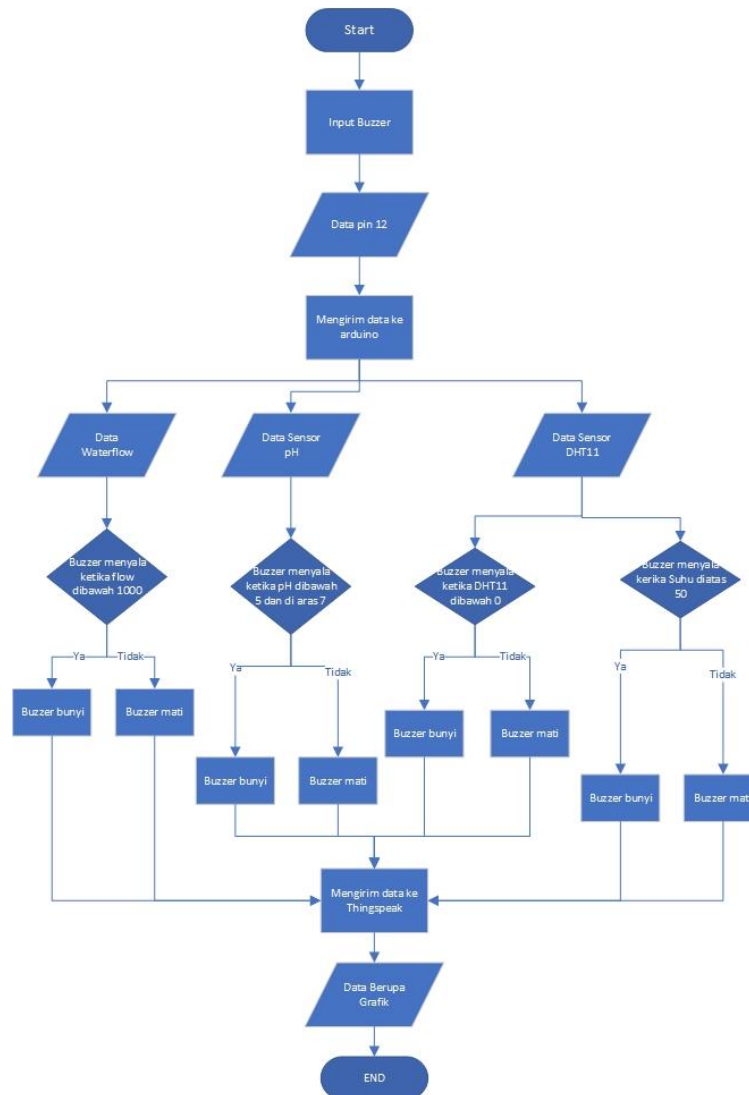 Start
Input Buzzer
Data pin 12
Mengirim data ke
arduino
Data
Waterflow
Data Sensor
pH
Data Sensor
DHT11
Buzzer menyala
ketika flow
dibawah 1000
Buzzer menyala
ketika pH dibawah
5 dan di aras 7
Buzzer menyala
ketika DHT11
dibawah 0
Buzzer menyala
kerika Suhu diatas
50
Ya
Tidak
Ya
Tidak
Ya
Tidak
Ya
Tidak
Buzzer bunyi
Buzzer mati
Buzzer bunyi
Buzzer mati
Buzzer bunyi
Buzzer mati
Buzzer bunyi
Buzzer mati
Mengirim data ke
Thingspeak
Data Berupa
Grafik
END